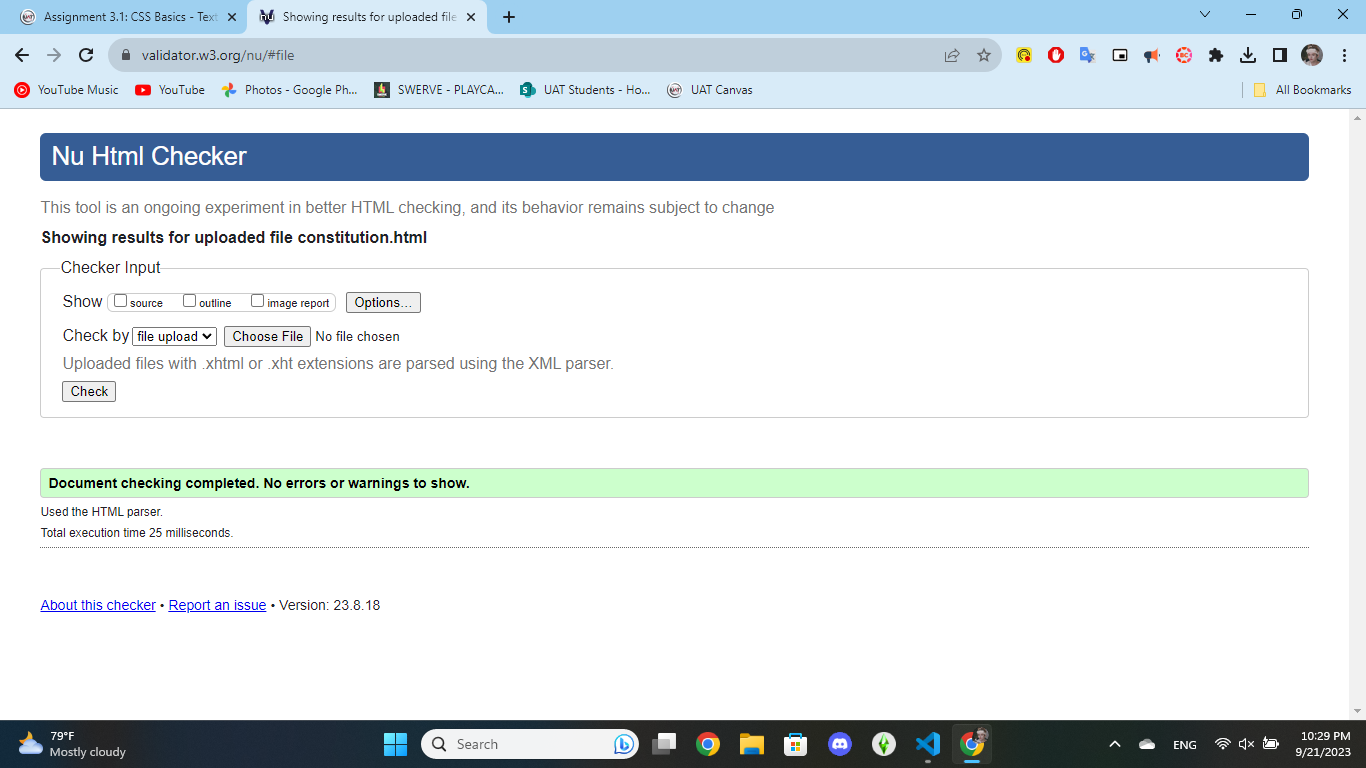 Assignment 3.1: CSS Basics - Text
Showing results for uploaded file
validator.w3.org/nu/#file
YouTube Music
YouTube
Photos - Google Ph...
SWERVE - PLAYCA...
UAT Students - Ho...
UAT Canvas
All Bookmarks
Nu Html Checker
This tool is an ongoing experiment in better HTML checking, and its behavior remains subject to change
Showing results for uploaded file constitution.html
Checker Input
Show source outline image report Options...
Check by file upload Choose File No file chosen
Uploaded files with .xhtml or .xht extensions are parsed using the XML parser.
Check
Document checking completed. No errors or warnings to show.
Used the HTML parser.
Total execution time 25 milliseconds.
About this checker • Report an issue • Version: 23.8.18
79°F
Mostly cloudy
Search
ENG
10:29 PM
9/21/2023